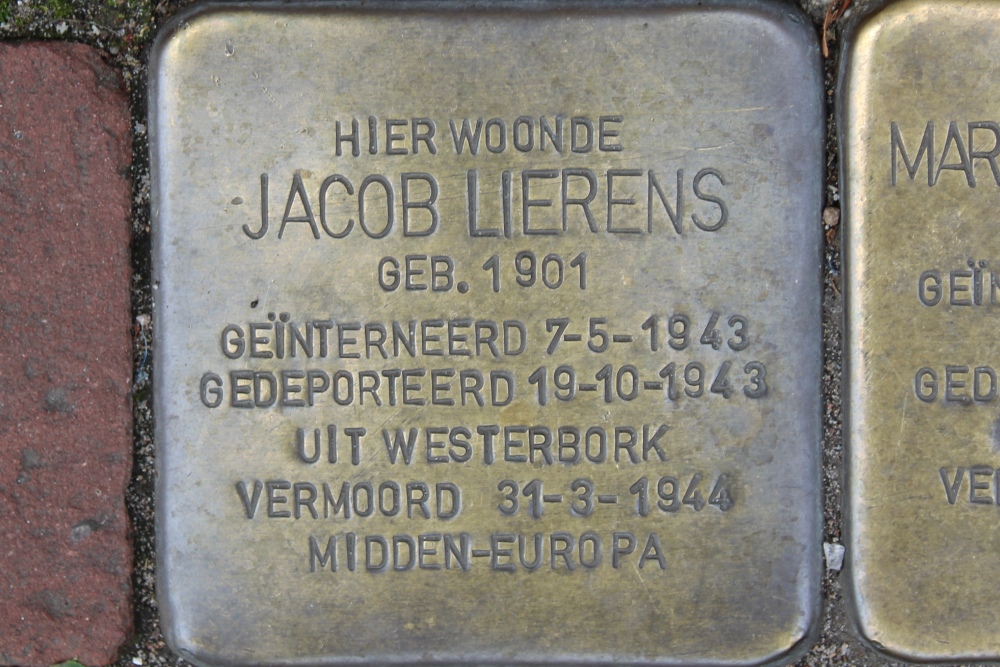 HIER WOONDE
JACOB LIERENS
GEB. 1901
GEÏNTERNEERD 7-5-1943
GEDEPORTEERD 19-10-1943
UIT WESTERBORK
VERMOORD 31-3-1944
MIDDEN-EUROPA